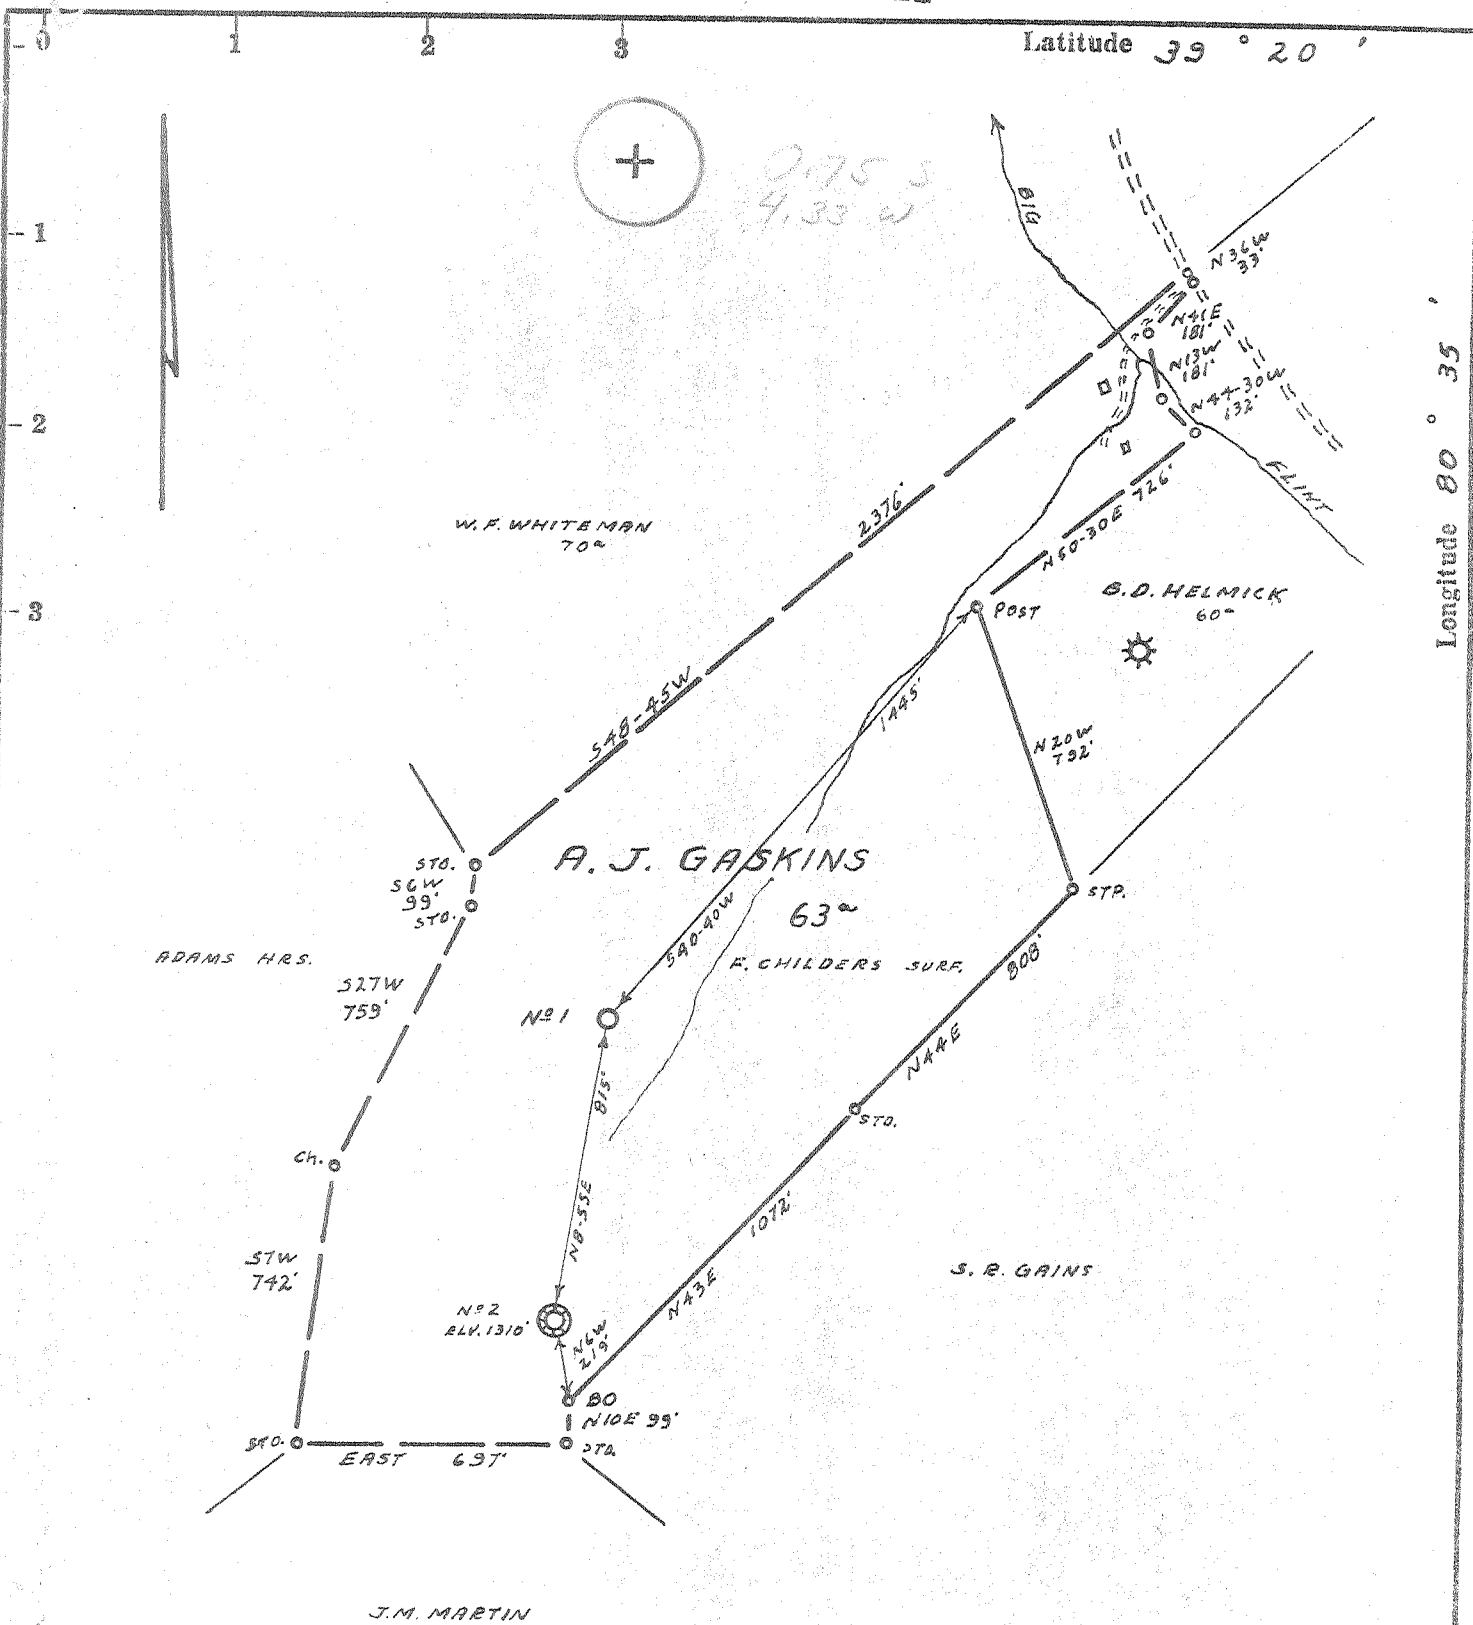 0 1 2 3
Latitude 39 ° 20 '
1
2
3
Longitude 80 ° 35 '
0.75 S
4.33 W
BIG
N36W
33'
N41E
181'
N13W
181'
N44-30W
132'
FLINT
N50-30E 726'
2376'
S48-45W
W.F. WHITEMAN
70a
B.D. HELMICK
60a
POST
1445'
S40-40W
N20W
792'
STO.
S6W
99'
STO.
A. J. GASKINS
63a
F. CHILDERS SURF.
STP.
808'
N44E
ADAMS HRS.
S27W
759'
No 1
815'
N8-55E
STO.
Ch.
1072'
N43E
S7W
742'
S. R. GAINS
No 2
ELV. 1310'
N6W
219'
BO
N10E 99'
STO.
STO.
EAST 697'
J.M. MARTIN